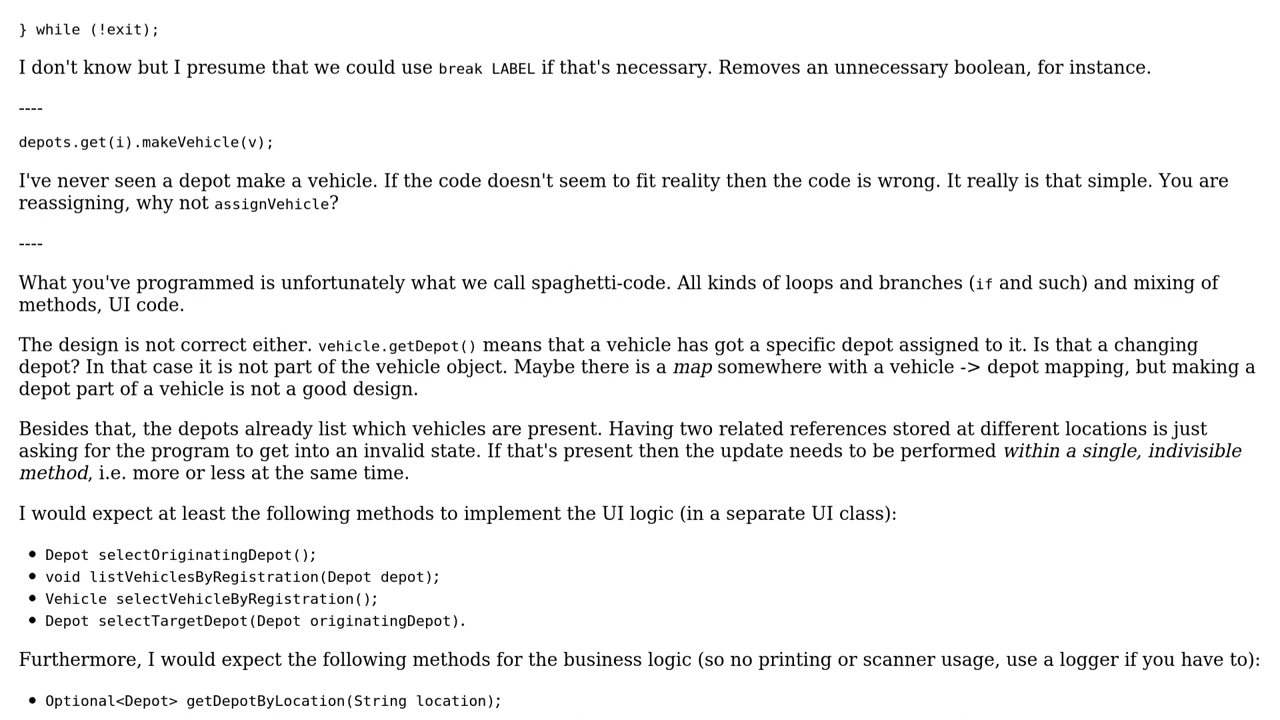 } while (!exit);
I don't know but I presume that we could use break LABEL if that's necessary. Removes an unnecessary boolean, for instance.
----
depots.get(i).makeVehicle(v);
I've never seen a depot make a vehicle. If the code doesn't seem to fit reality then the code is wrong. It really is that simple. You are
reassigning, why not assignVehicle?
----
What you've programmed is unfortunately what we call spaghetti-code. All kinds of loops and branches (if and such) and mixing of
methods, UI code.
The design is not correct either. vehicle.getDepot() means that a vehicle has got a specific depot assigned to it. Is that a changing
depot? In that case it is not part of the vehicle object. Maybe there is a map somewhere with a vehicle -> depot mapping, but making a
depot part of a vehicle is not a good design.
Besides that, the depots already list which vehicles are present. Having two related references stored at different locations is just
asking for the program to get into an invalid state. If that's present then the update needs to be performed within a single, indivisible
method, i.e. more or less at the same time.
I would expect at least the following methods to implement the UI logic (in a separate UI class):
• Depot selectOriginatingDepot();
• void listVehiclesByRegistration(Depot depot);
• Vehicle selectVehicleByRegistration();
• Depot selectTargetDepot(Depot originatingDepot).
Furthermore, I would expect the following methods for the business logic (so no printing or scanner usage, use a logger if you have to):
• Optional<Depot> getDepotByLocation(String location);